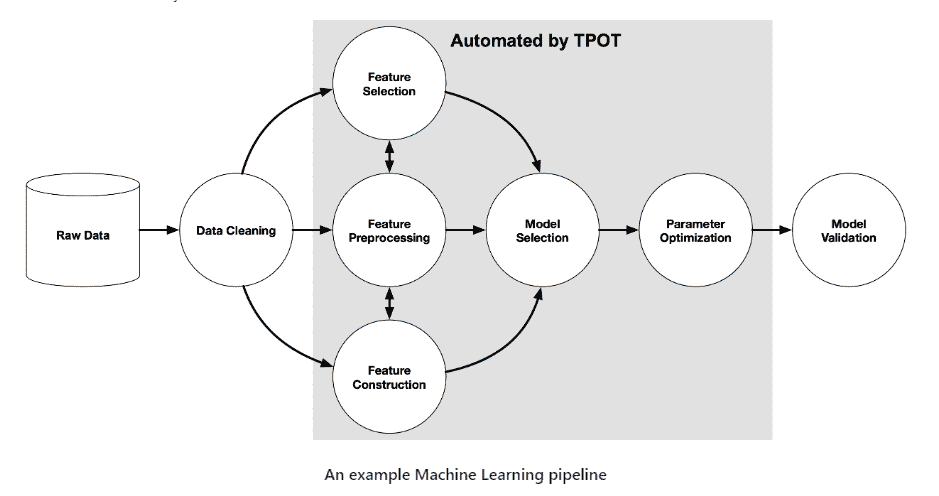 Automated by TPOT
Feature
Selection
Raw Data
Data Cleaning
Feature
Preprocessing
Model
Selection
Parameter
Optimization
Model
Validation
Feature
Construction
An example Machine Learning pipeline